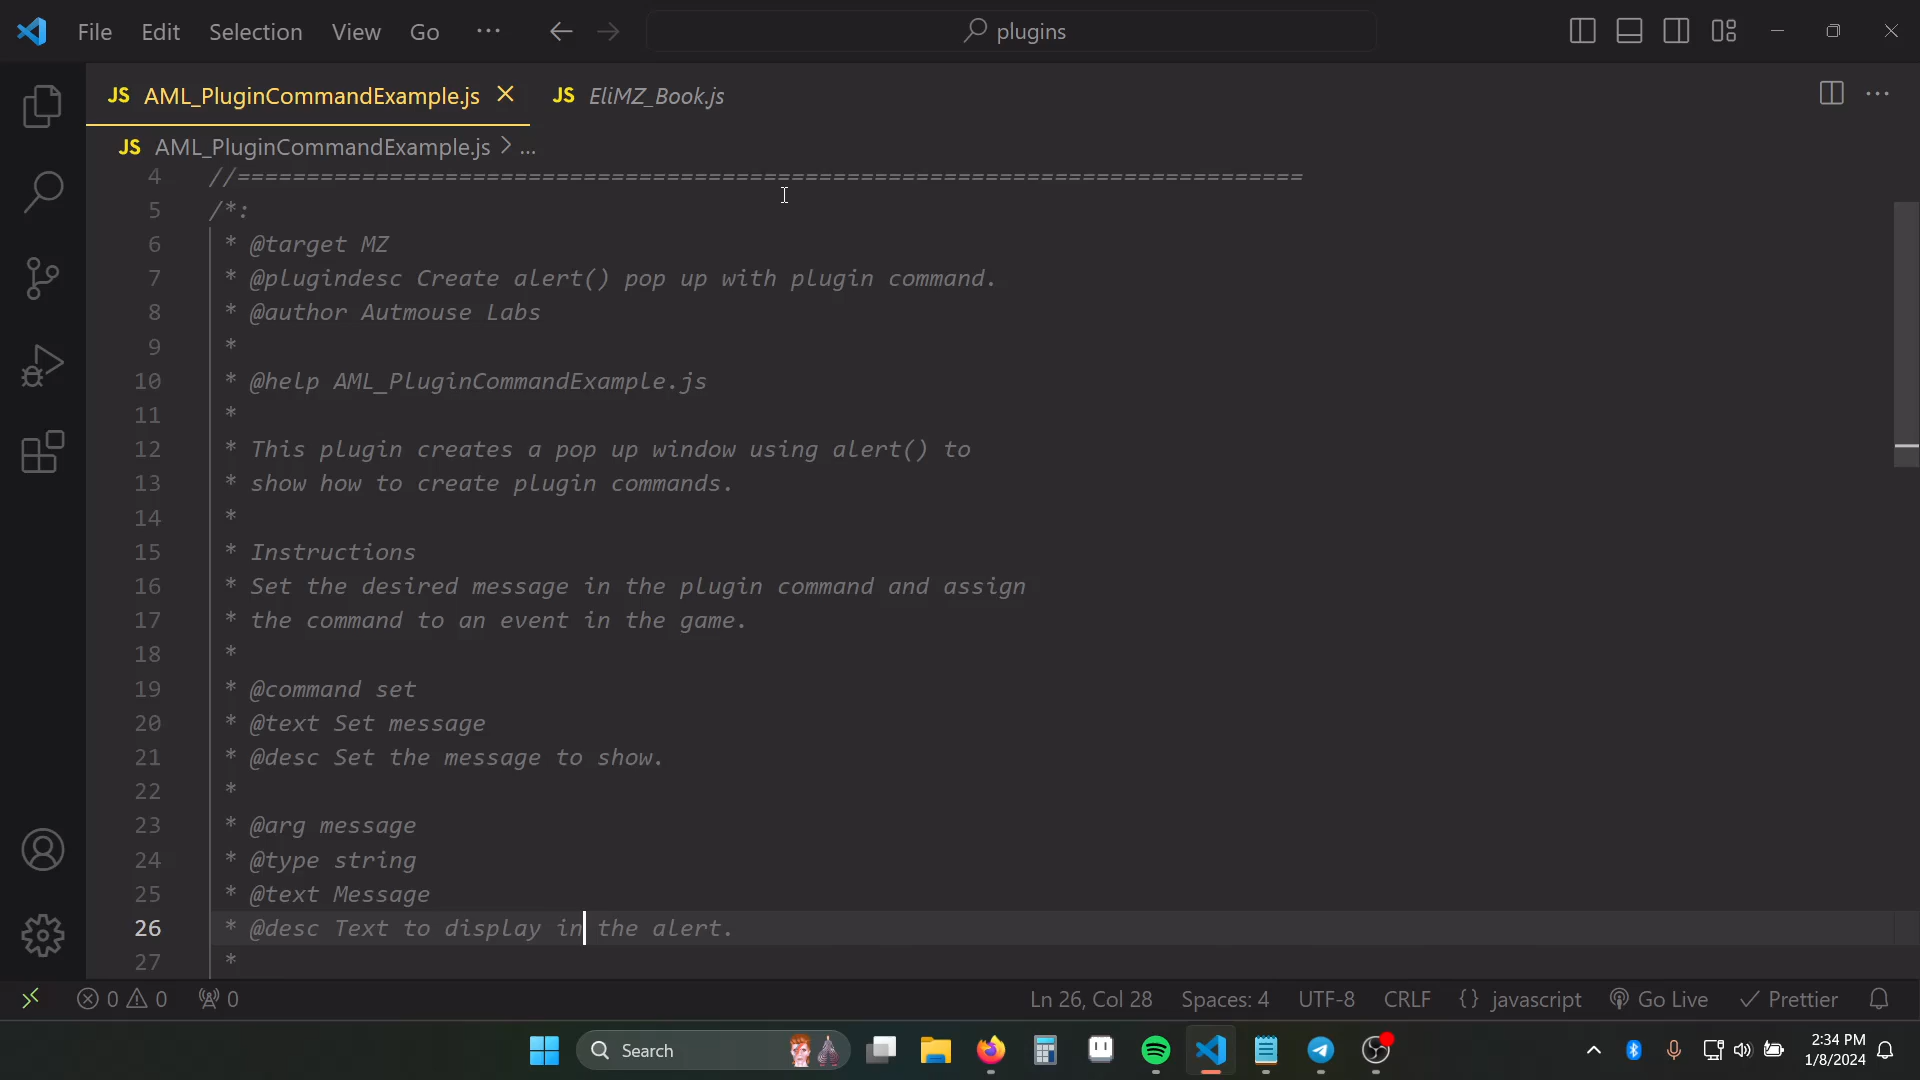 File Edit Selection View Go ··· plugins
JS AML_PluginCommandExample.js JS EliMZ_Book.js
JS AML_PluginCommandExample.js > ...
4 //=============================================================================
5 /*:
6 * @target MZ
7 * @plugindesc Create alert() pop up with plugin command.
8 * @author Autmouse Labs
9 *
10 * @help AML_PluginCommandExample.js
11 *
12 * This plugin creates a pop up window using alert() to
13 * show how to create plugin commands.
14 *
15 * Instructions
16 * Set the desired message in the plugin command and assign
17 * the command to an event in the game.
18 *
19 * @command set
20 * @text Set message
21 * @desc Set the message to show.
22 *
23 * @arg message
24 * @type string
25 * @text Message
26 * @desc Text to display in the alert.
27 *
0 0 0 Ln 26, Col 28 Spaces: 4 UTF-8 CRLF {} javascript Go Live Prettier
Search 2:34 PM
1/8/2024